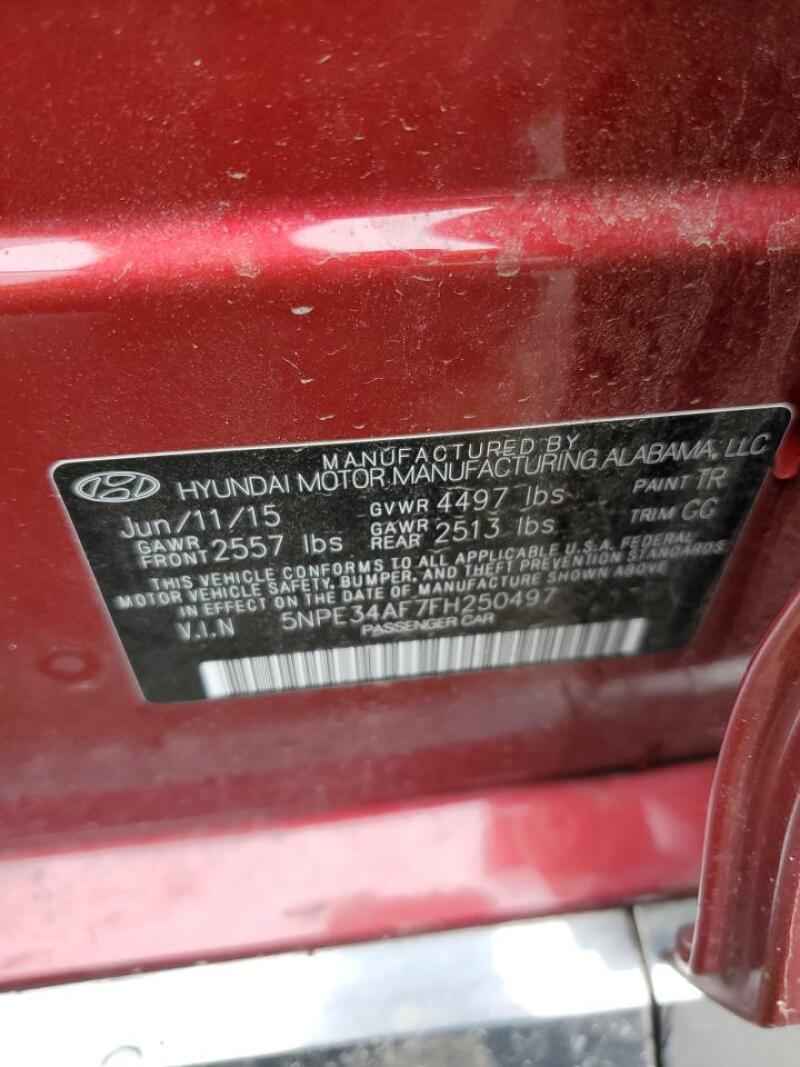 MANUFACTURED BY
HYUNDAI MOTOR MANUFACTURING ALABAMA, LLC
Jun/11/15 GVWR 4497 lbs PAINT TR
GAWR FRONT 2557 lbs GAWR REAR 2513 lbs TRIM GG
THIS VEHICLE CONFORMS TO ALL APPLICABLE U.S.A. FEDERAL
MOTOR VEHICLE SAFETY, BUMPER, AND THEFT PREVENTION STANDARDS
IN EFFECT ON THE DATE OF MANUFACTURE SHOWN ABOVE
V.I.N 5NPE34AF7FH250497
PASSENGER CAR